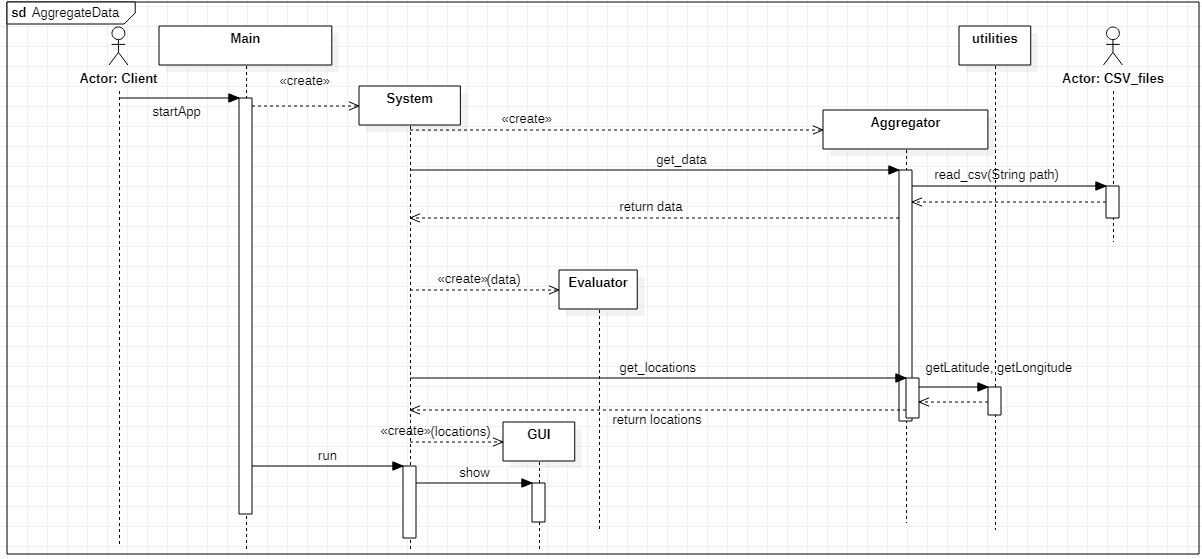 sd AggregateData
Main
utilities
Actor: Client
Actor: CSV_files
«create»
startApp
System
«create»
Aggregator
get_data
read_csv(String path)
return data
«create»(data)
Evaluator
get_locations
getLatitude, getLongitude
return locations
«create»(locations)
GUI
run
show